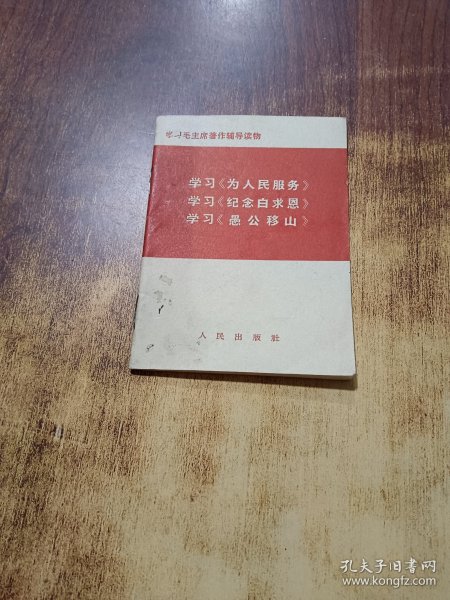 学习毛主席著作辅导读物
学习《为人民服务》
学习《纪念白求恩》
学习《愚公移山》
人民出版社
孔夫子旧书网
www.kongfz.com